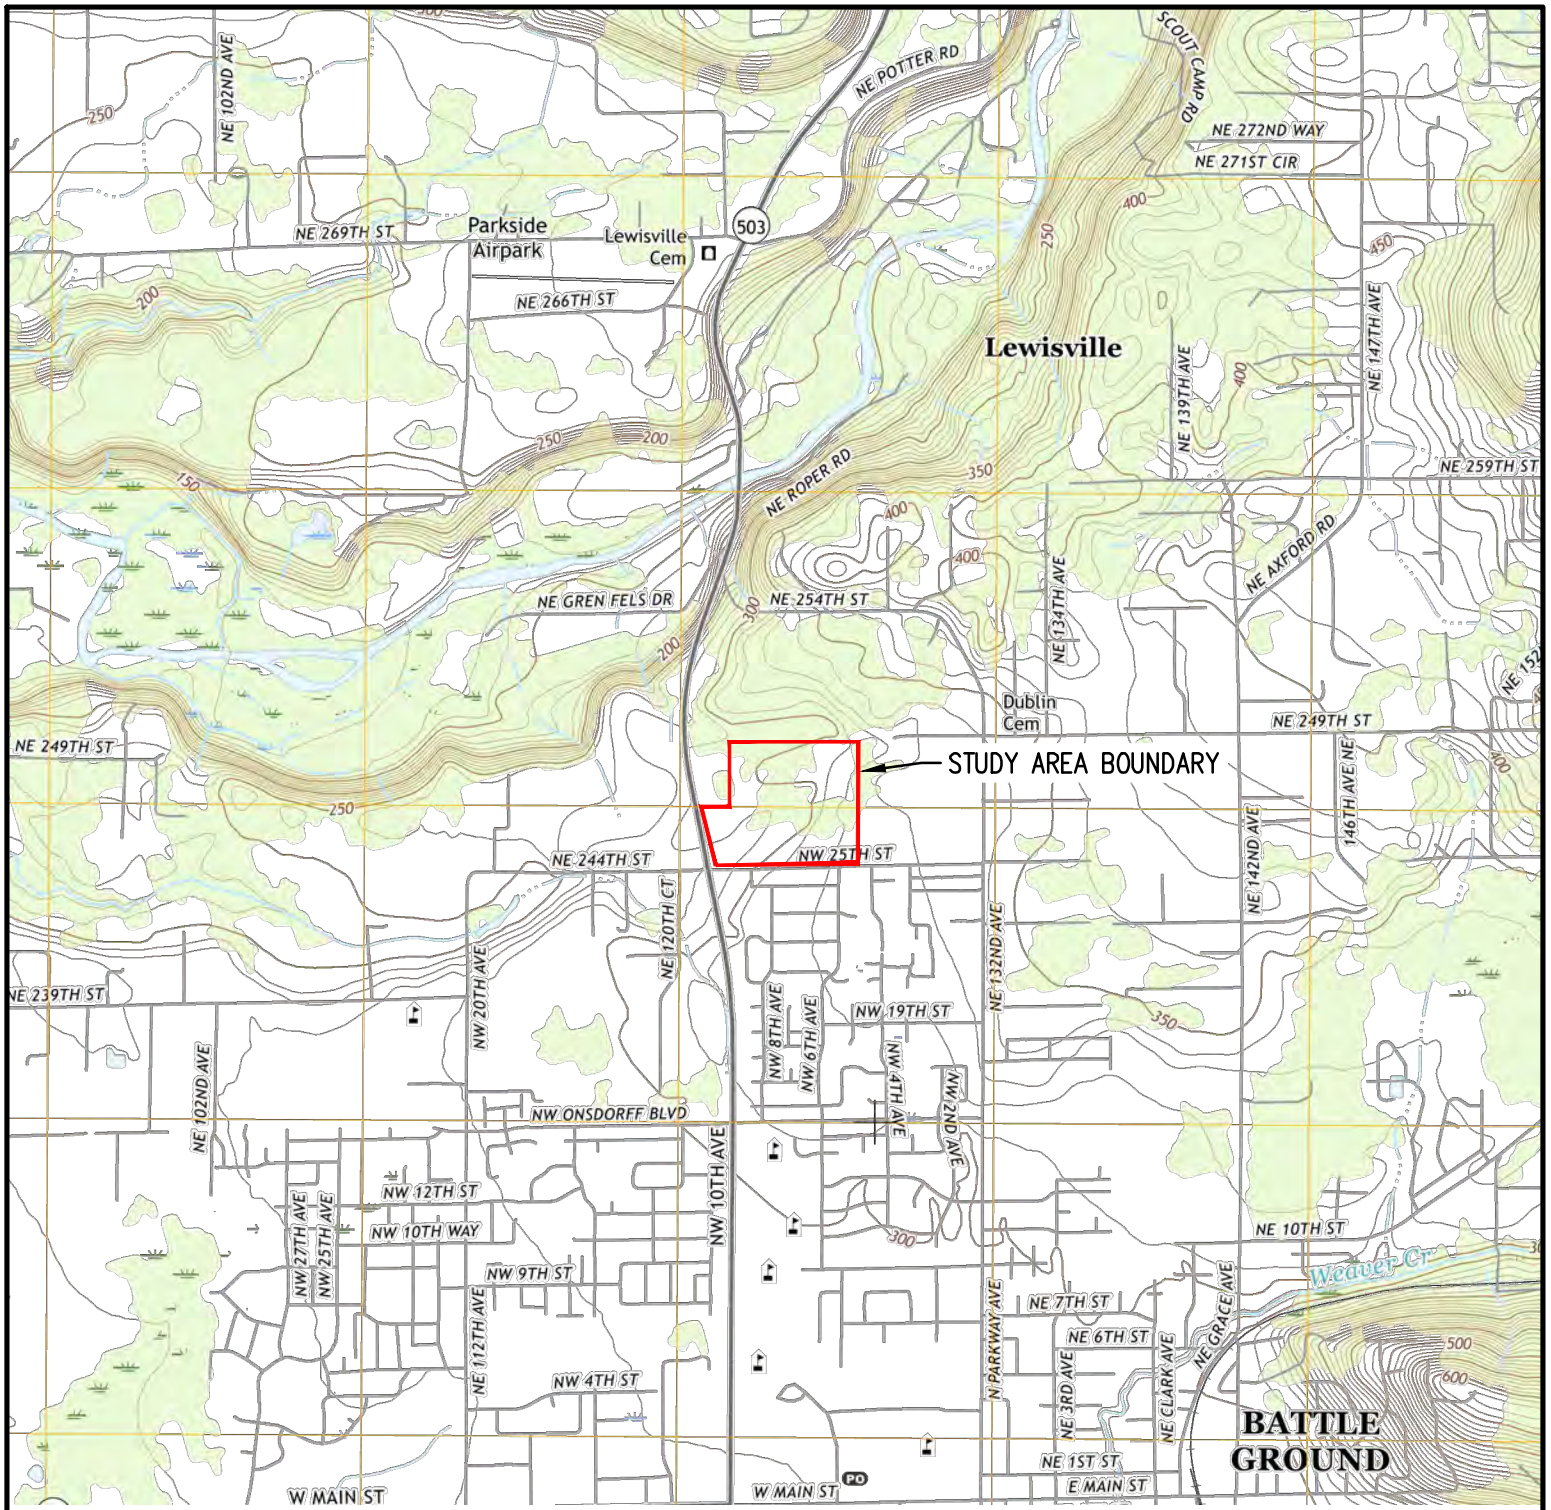 300
SCOUT CAMP RD
NE 102ND AVE
NE POTTER RD
250
NE 272ND WAY
NE 271ST CIR
400
NE 269TH ST
Parkside
Airpark
Lewisville
Cem
503
250
450
200
NE 266TH ST
NE 147TH AVE
Lewisville
NE 139TH AVE
400
250
200
NE ROPER RD
350
NE 259TH ST
150
400
NE AXFORD RD
400
NE 134TH AVE
NE GREN FELS DR
NE 254TH ST
300
200
NE 152
Dublin
Cem
NE 249TH ST
NE 249TH ST
STUDY AREA BOUNDARY
400
146TH AVE NE
250
NE 142ND AVE
NE 244TH ST
NW 25TH ST
NE 120TH CT
NE 132ND AVE
NW 20TH AVE
NE 239TH ST
NW 8TH AVE
NW 6TH AVE
NW 19TH ST
350
NE 102ND AVE
NW 4TH AVE
NW 2ND AVE
NW ONSDORFF BLVD
NW 10TH AVE
NW 12TH ST
NW 27TH AVE
NW 25TH AVE
NW 10TH WAY
300
NE 10TH ST
Weaver Cr
NW 9TH ST
NE 112TH AVE
N PARKWAY AVE
NE 7TH ST
NE GRACE AVE
NE 6TH ST
NE CLARK AVE
500
600
NE 3RD AVE
NW 4TH ST
BATTLE
GROUND
NE 1ST ST
PO
E MAIN ST
W MAIN ST
W MAIN ST